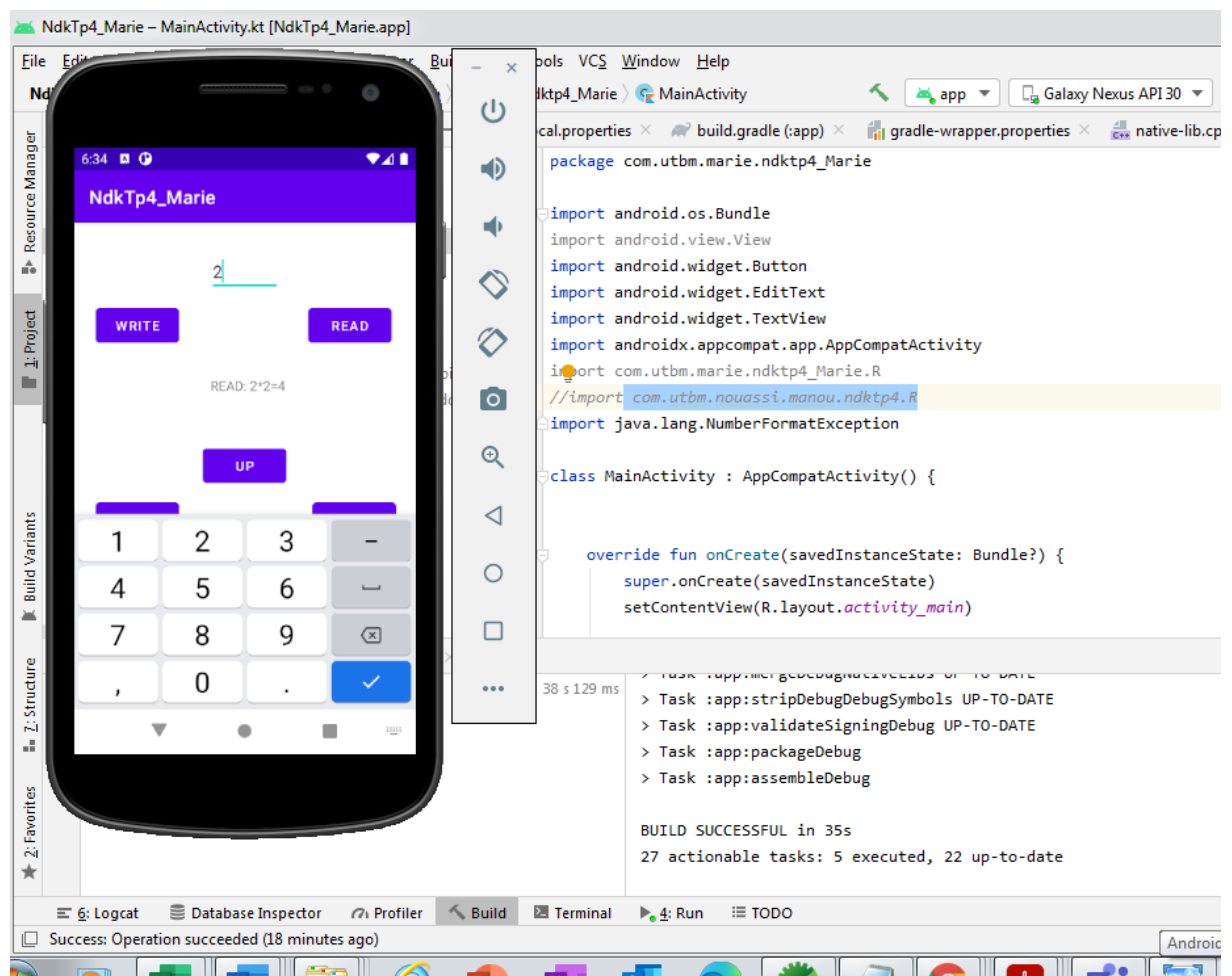 NdkTp4_Marie – MainActivity.kt [NdkTp4_Marie.app]
File VCS Window Help
dktp4_Marie MainActivity app Galaxy Nexus API 30
cal.properties build.gradle (:app) gradle-wrapper.properties native-lib.cp
Resource Manager
1: Project
Build Variants
7: Structure
2: Favorites
6:34
NdkTp4_Marie
2
WRITE READ
READ: 2*2=4
UP
1 2 3 –
4 5 6
7 8 9
, 0 .
package com.utbm.marie.ndktp4_Marie
import android.os.Bundle
import android.view.View
import android.widget.Button
import android.widget.EditText
import android.widget.TextView
import androidx.appcompat.app.AppCompatActivity
import com.utbm.marie.ndktp4_Marie.R
//import com.utbm.nouassi.manou.ndktp4.R
import java.lang.NumberFormatException
class MainActivity : AppCompatActivity() {
override fun onCreate(savedInstanceState: Bundle?) {
super.onCreate(savedInstanceState)
setContentView(R.layout.activity_main)
38 s 129 ms
> Task :app:stripDebugDebugSymbols UP-TO-DATE
> Task :app:validateSigningDebug UP-TO-DATE
> Task :app:packageDebug
> Task :app:assembleDebug
BUILD SUCCESSFUL in 35s
27 actionable tasks: 5 executed, 22 up-to-date
6: Logcat Database Inspector Profiler Build Terminal 4: Run TODO
Success: Operation succeeded (18 minutes ago)
Android